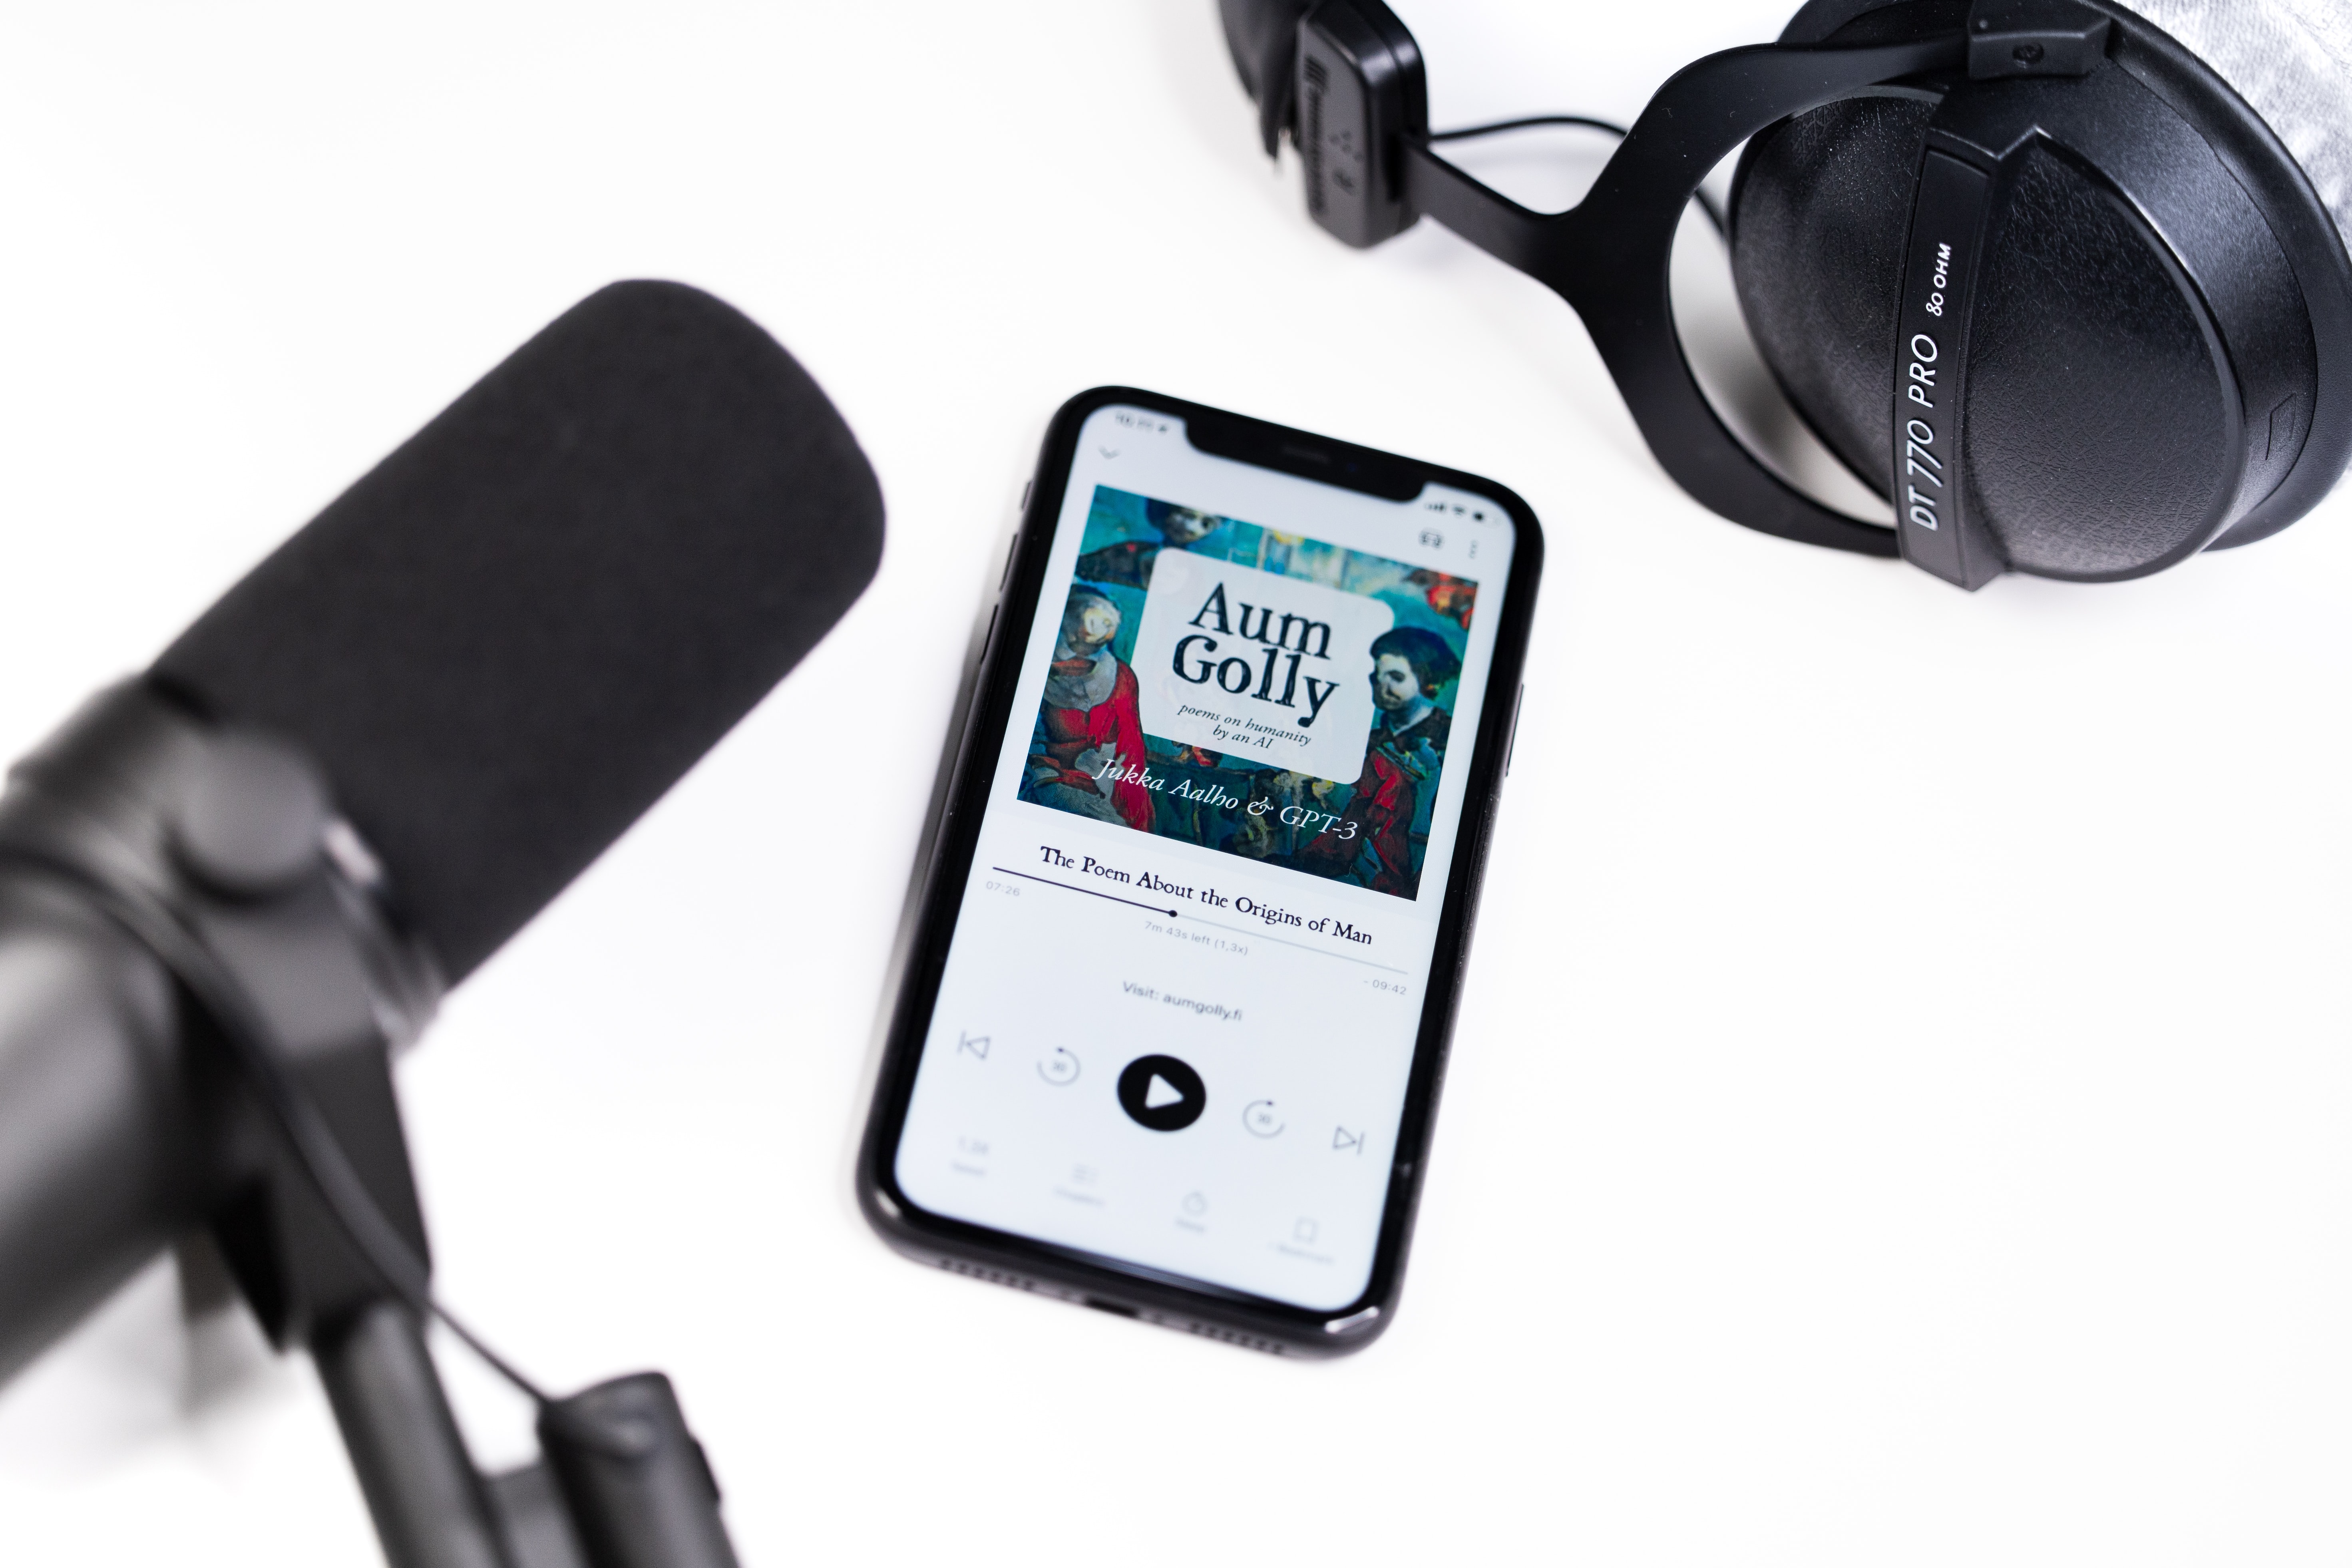 DT 770 PRO 80 OHM
Aum
Golly
poems on humanity
by an AI
Jukka Aalho & GPT-3
The Poem About the Origins of Man
07:26
7m 43s left (1,3x)
- 09:42
Visit: aumgolly.fi
30
30